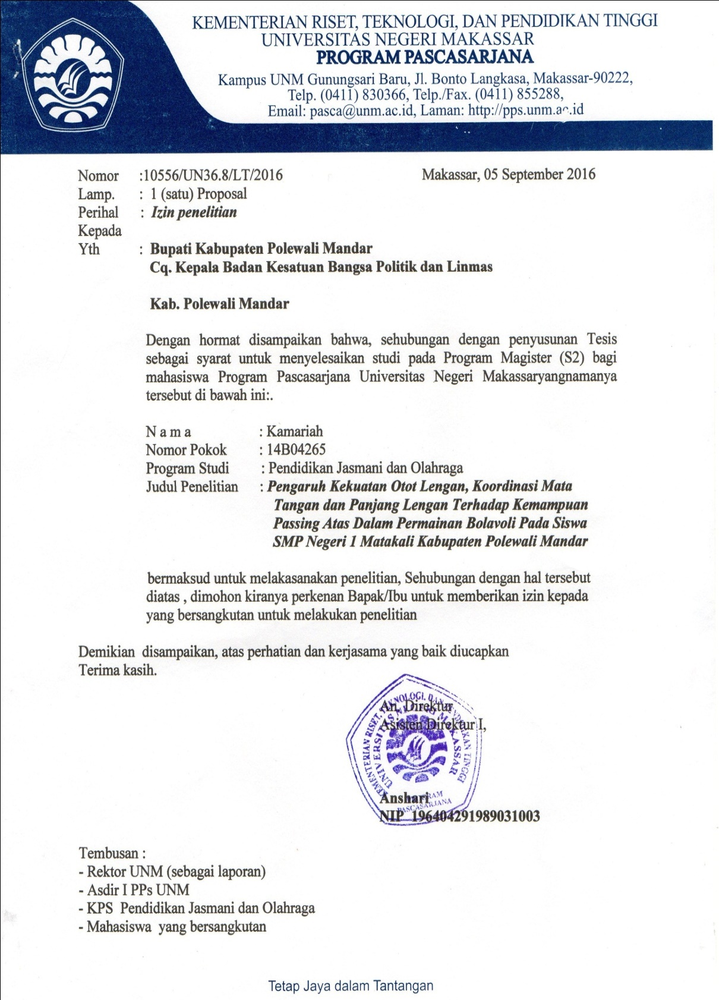 KEMENTERIAN RISET, TEKNOLOGI, DAN PENDIDIKAN TINGGI
UNIVERSITAS NEGERI MAKASSAR
PROGRAM PASCASARJANA
Kampus UNM Gunungsari Baru, Jl. Bonto Langkasa, Makassar-90222,
Telp. (0411) 830366, Telp./Fax. (0411) 855288,
Email: pasca@unm.ac.id, Laman: http://pps.unm.ac.id
Nomor :10556/UN36.8/LT/2016 Makassar, 05 September 2016
Lamp. : 1 (satu) Proposal
Perihal : Izin penelitian
Kepada
Yth : Bupati Kabupaten Polewali Mandar
Cq. Kepala Badan Kesatuan Bangsa Politik dan Linmas
Kab. Polewali Mandar
Dengan hormat disampaikan bahwa, sehubungan dengan penyusunan Tesis
sebagai syarat untuk menyelesaikan studi pada Program Magister (S2) bagi
mahasiswa Program Pascasarjana Universitas Negeri Makassaryangnamanya
tersebut di bawah ini:.
N a m a : Kamariah
Nomor Pokok : 14B04265
Program Studi : Pendidikan Jasmani dan Olahraga
Judul Penelitian : Pengaruh Kekuatan Otot Lengan, Koordinasi Mata
Tangan dan Panjang Lengan Terhadap Kemampuan
Passing Atas Dalam Permainan Bolavoli Pada Siswa
SMP Negeri 1 Matakali Kabupaten Polewali Mandar
bermaksud untuk melakasanakan penelitian, Sehubungan dengan hal tersebut
diatas , dimohon kiranya perkenan Bapak/Ibu untuk memberikan izin kepada
yang bersangkutan untuk melakukan penelitian
Demikian disampaikan, atas perhatian dan kerjasama yang baik diucapkan
Terima kasih.
An. Direktur
Asisten Direktur I,
KEMENTERIAN RISET, TEKNOLOGI, DAN PENDIDIKAN TINGGI
UNIVERSITAS NEGERI MAKASSAR
PROGRAM
PASCASARJANA
Anshari
NIP 196404291989031003
Tembusan :
- Rektor UNM (sebagai laporan)
- Asdir I PPs UNM
- KPS Pendidikan Jasmani dan Olahraga
- Mahasiswa yang bersangkutan
Tetap Jaya dalam Tantangan